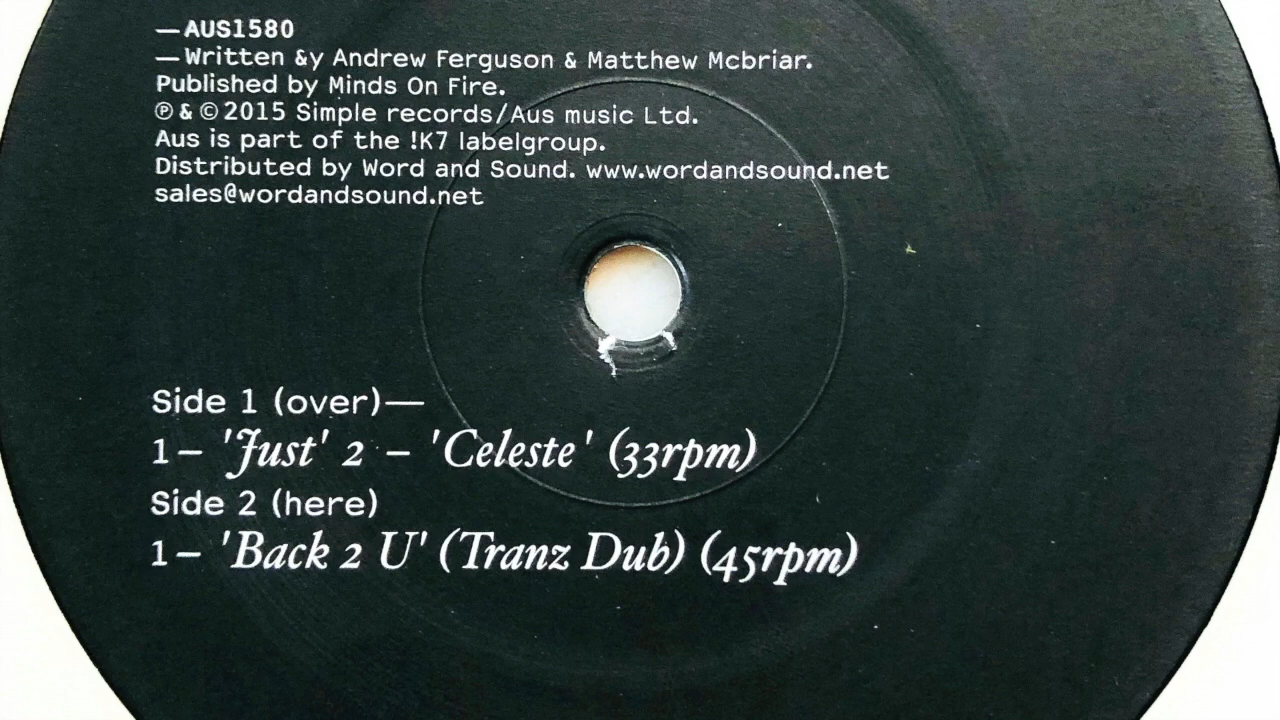 —AUS1580
—Written &y Andrew Ferguson & Matthew Mcbriar.
Published by Minds On Fire.
℗ & © 2015 Simple records/Aus music Ltd.
Aus is part of the !K7 labelgroup.
Distributed by Word and Sound. www.wordandsound.net
sales@wordandsound.net
Side 1 (over)—
1– 'Just' 2 – 'Celeste' (33rpm)
Side 2 (here)
1– 'Back 2 U' (Tranz Dub) (45rpm)